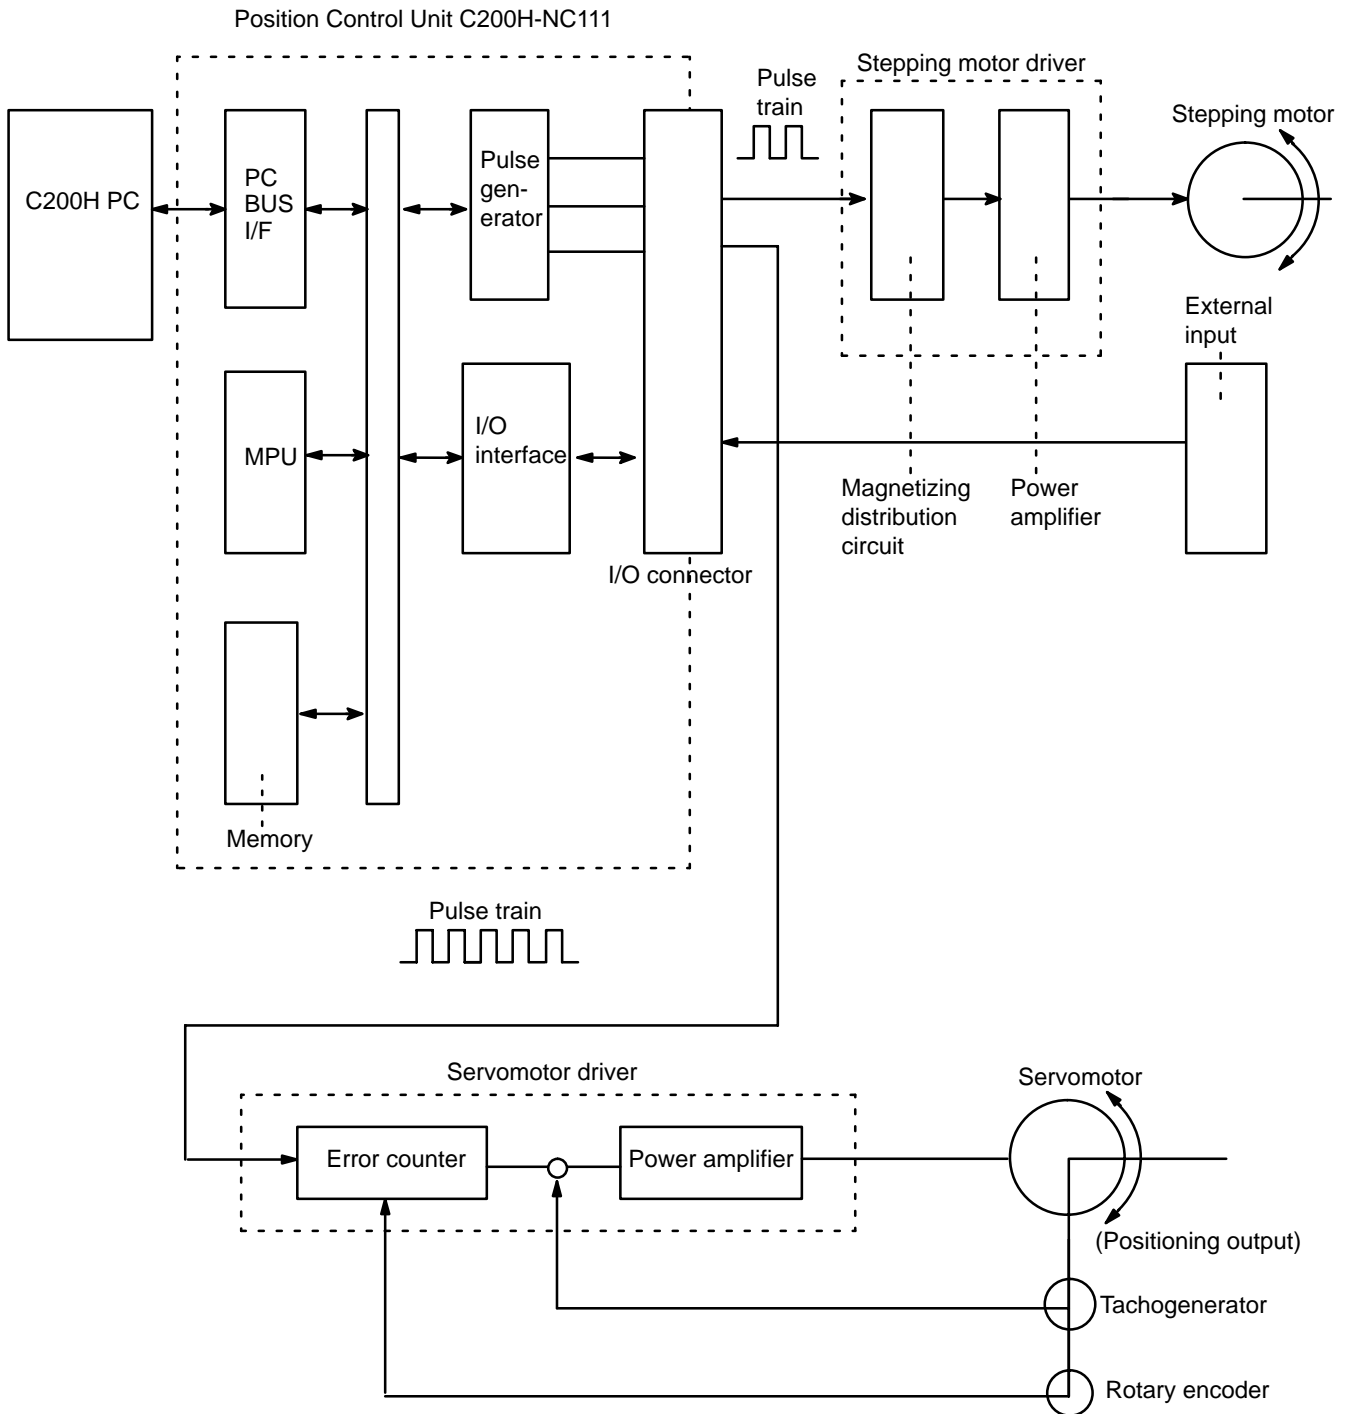 Position Control Unit C200H-NC111
Pulse
train
Stepping motor driver
Stepping motor
C200H PC
PC
BUS
I/F
Pulse
gen-
erator
External
input
MPU
I/O
interface
Magnetizing
distribution
circuit
Power
amplifier
I/O connector
Memory
Pulse train
Servomotor driver
Servomotor
Error counter
Power amplifier
(Positioning output)
Tachogenerator
Rotary encoder